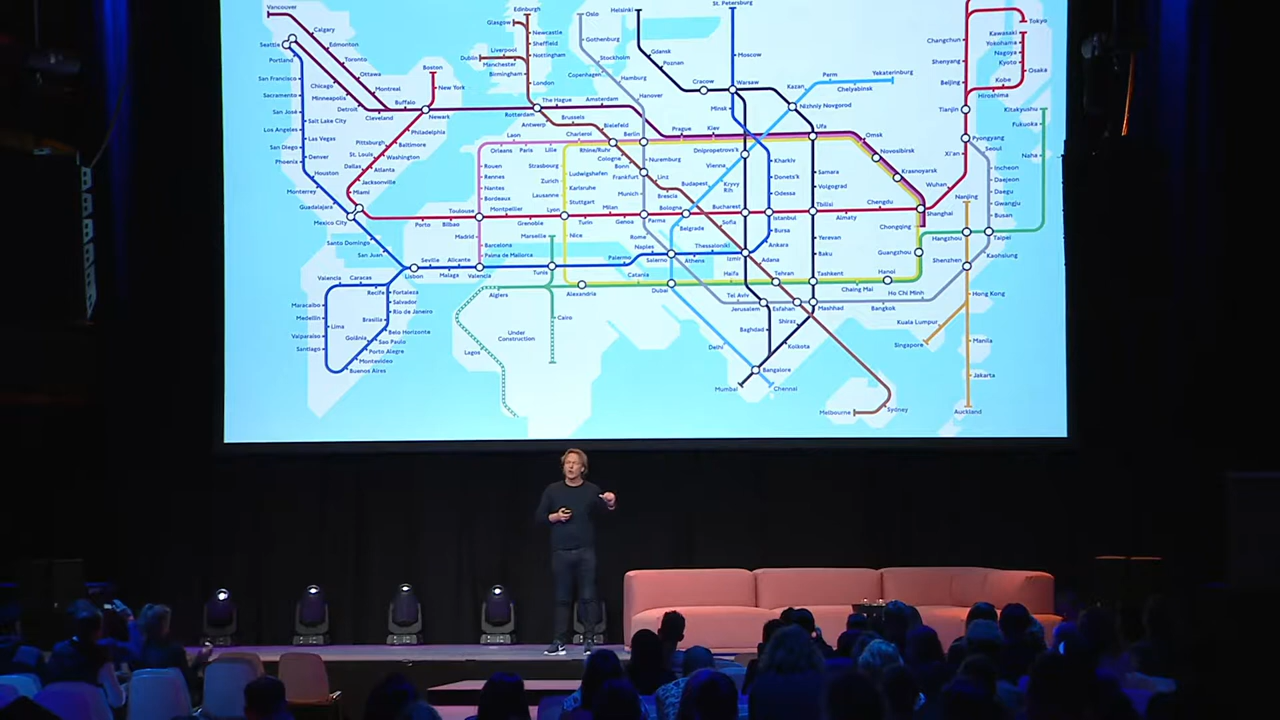 Vancouver
Calgary
Seattle
Edmonton
Portland
Toronto
San Francisco
Ottawa
Chicago
Sacramento
Montreal
Minneapolis
Buffalo
Detroit
Cleveland
Newark
Boston
New York
San José
Salt Lake City
Los Angeles
Las Vegas
San Diego
Denver
Phoenix
Houston
Monterrey
Guadalajara
Mexico City
Philadelphia
Pittsburg
Baltimore
St. Louis
Washington
Dallas
Atlanta
Jacksonville
Miami
Santo Domingo
San Juan
Valencia
Caracas
Recife
Fortaleza
Salvador
Rio de Janeiro
Maracaibo
Medellin
Lima
Brasilia
Belo Horizonte
Valparaiso
Goiânia
Sao Paulo
Santiago
Porto Alegre
Montevideo
Buenos Aires
Edinburgh
Glasgow
Newcastle
Sheffield
Liverpool
Nottingham
Dublin
Manchester
Birmingham
London
Oslo
Gothenburg
Stockholm
Copenhagen
Hamburg
Hanover
Helsinki
Gdansk
Poznan
Cracow
Warsaw
St. Petersburg
Moscow
Minsk
Kazan
Perm
Yekaterinburg
Chelyabinsk
Nizhniy Novgorod
The Hague
Amsterdam
Rotterdam
Antwerp
Brussels
Laon
Charleroi
Bielefeld
Berlin
Prague
Kiev
Ufa
Omsk
Orleans
Paris
Lille
Rhine/Ruhr
Cologne
Bonn
Nuremburg
Dnipropetrovs'k
Novosibirsk
Rouen
Strasbourg
Ludwigshafen
Frankfurt
Linz
Vienna
Kharkiv
Krasnoyarsk
Rennes
Zurich
Karlsruhe
Munich
Brescia
Budapest
Kryvy
Rih
Donets'k
Samara
Volgograd
Nantes
Lausanne
Stuttgart
Odessa
Bordeaux
Toulouse
Montpellier
Lyon
Milan
Bologna
Bucharest
Tbilisi
Chengdu
Shanghai
Porto
Bilbao
Grenoble
Turin
Genoa
Parma
Sofia
Istanbul
Almaty
Chongqing
Madrid
Marseille
Nice
Rome
Belgrade
Bursa
Yerevan
Barcelona
Palma de Mallorca
Naples
Thessaloniki
Ankara
Baku
Guangzhou
Seville
Alicante
Palermo
Salerno
Athens
Izmir
Adana
Lisbon
Malaga
Valencia
Tunis
Catania
Haifa
Tehran
Tashkent
Hanoi
Chaing Mai
Algiers
Alexandria
Dubai
Tel Aviv
Jerusalem
Esfahan
Mashhad
Bangkok
Ho Chi Minh
Cairo
Under
Construction
Lagos
Baghdad
Shiraz
Delhi
Kolkata
Bangalore
Mumbai
Chennai
Melbourne
Sydney
Tokyo
Kawasaki
Yokohama
Nagoya
Kyoto
Osaka
Kobe
Hiroshima
Changchun
Shenyang
Beijing
Tianjin
Kitakyushu
Fukuoka
Naha
Pyongyang
Seoul
Xi'an
Incheon
Daejeon
Daegu
Gwangju
Busan
Wuhan
Nanjing
Hangzhou
Taipei
Kaohsiung
Shenzhen
Hong Kong
Kuala Lumpur
Singapore
Manila
Jakarta
Auckland